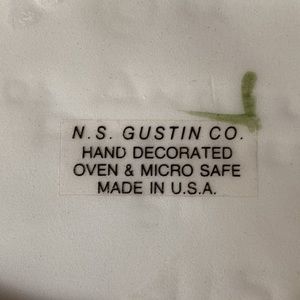 N.S. GUSTIN CO.
HAND DECORATED
OVEN & MICRO SAFE
MADE IN U.S.A.